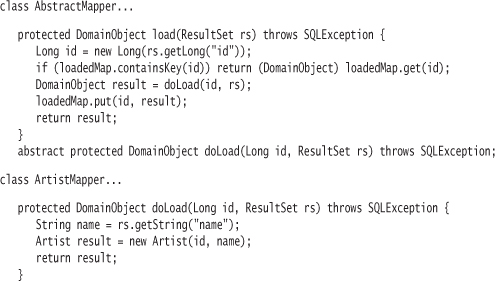 class AbstractMapper...
protected DomainObject load(ResultSet rs) throws SQLException {
Long id = new Long(rs.getLong("id"));
if (loadedMap.containsKey(id)) return (DomainObject) loadedMap.get(id);
DomainObject result = doLoad(id, rs);
loadedMap.put(id, result);
return result;
}
abstract protected DomainObject doLoad(Long id, ResultSet rs) throws SQLException;
class ArtistMapper...
protected DomainObject doLoad(Long id, ResultSet rs) throws SQLException {
String name = rs.getString("name");
Artist result = new Artist(id, name);
return result;
}